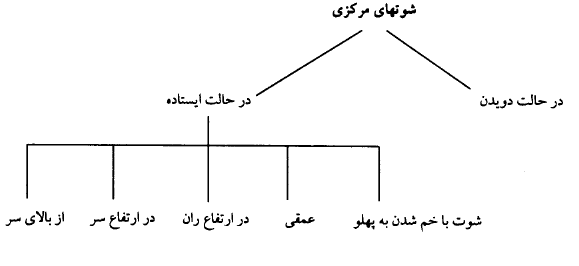 شوتهای مرکزی
در حالت دویدن
در حالت ایستاده
شوت با خم شدن به پهلو
عمقی
در ارتفاع ران
در ارتفاع سر
از بالای سر